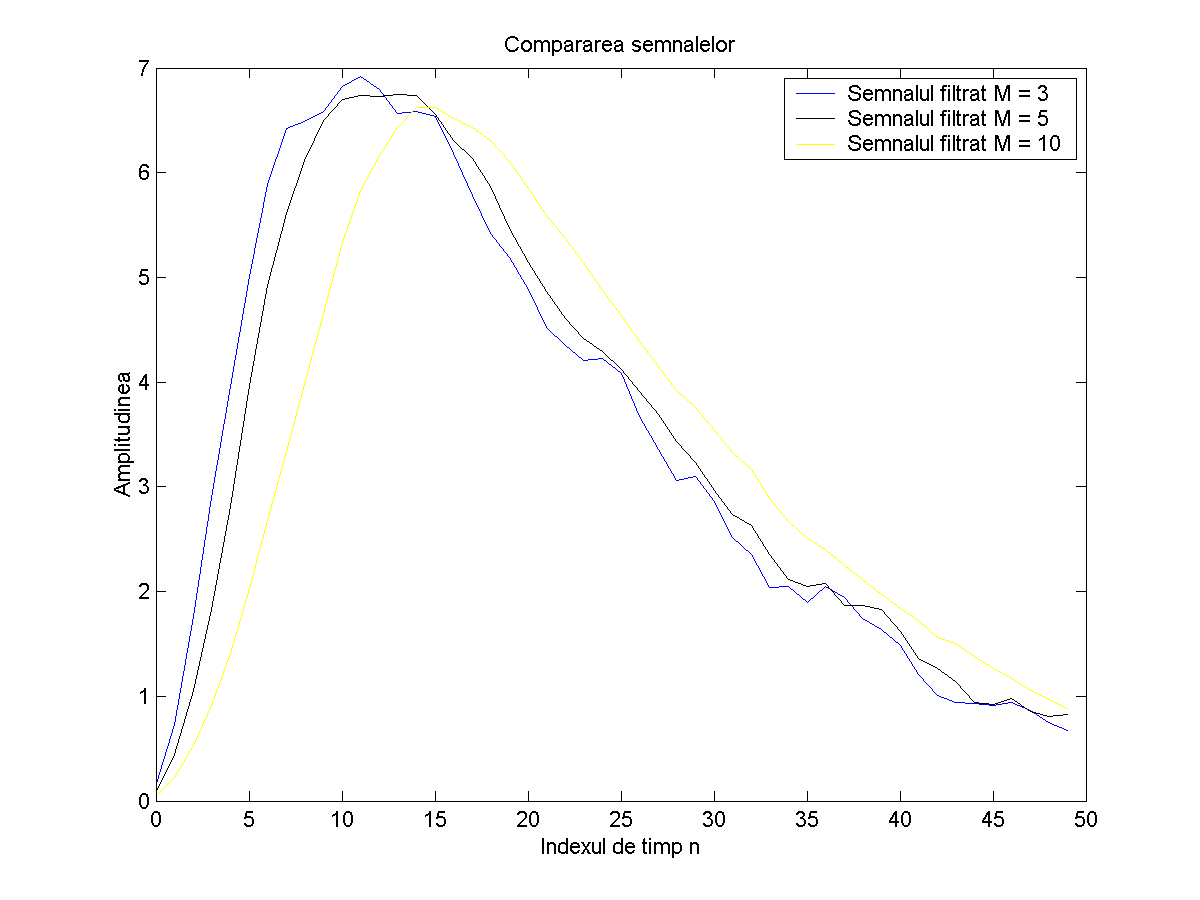 Compararea semnalelor
Semnalul filtrat M = 3
Semnalul filtrat M = 5
Semnalul filtrat M = 10
Amplitudinea
7
6
5
4
3
2
1
0
0 5 10 15 20 25 30 35 40 45 50
Indexul de timp n